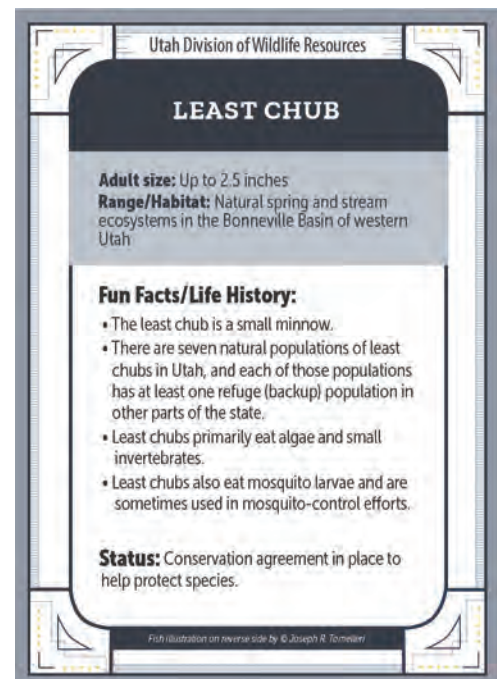 Utah Division of Wildlife Resources
LEAST CHUB
Adult size: Up to 2.5 inches
Range/Habitat: Natural spring and stream
ecosystems in the Bonneville Basin of western
Utah
Fun Facts/Life History:
• The least chub is a small minnow.
• There are seven natural populations of least
chubs in Utah, and each of those populations
has at least one refuge (backup) population in
other parts of the state.
• Least chubs primarily eat algae and small
invertebrates.
• Least chubs also eat mosquito larvae and are
sometimes used in mosquito-control efforts.
Status: Conservation agreement in place to
help protect species.
Fish illustration on reverse side by © Joseph R. Tomelleri